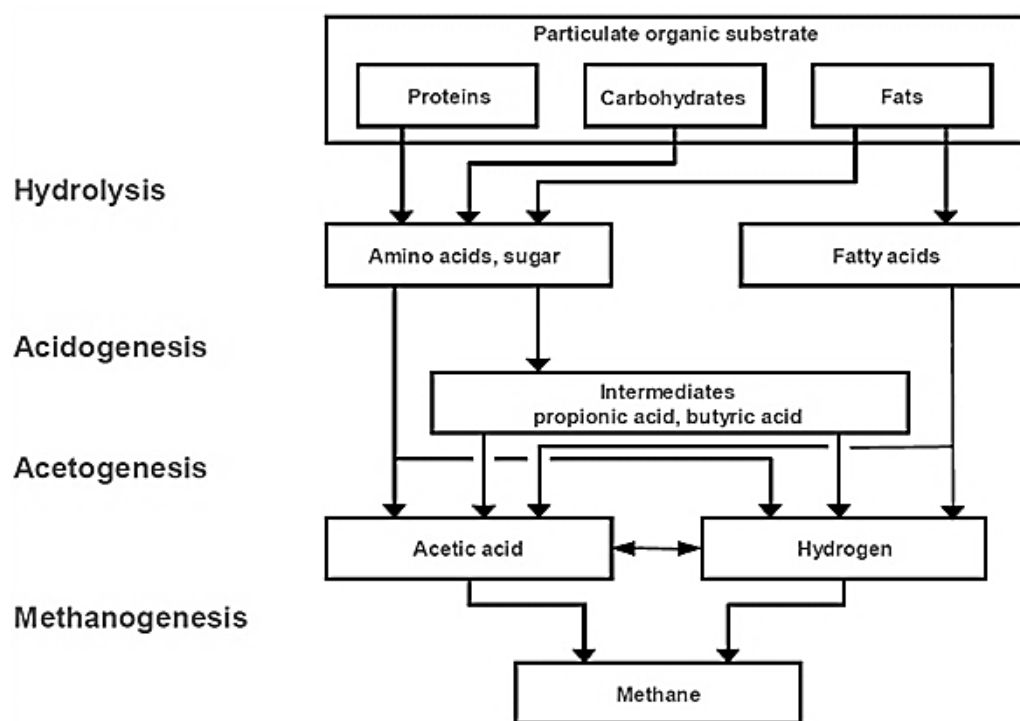 Particulate organic substrate
Proteins
Carbohydrates
Fats
Hydrolysis
Amino acids, sugar
Fatty acids
Acidogenesis
Intermediates
propionic acid, butyric acid
Acetogenesis
Acetic acid
Hydrogen
Methanogenesis
Methane